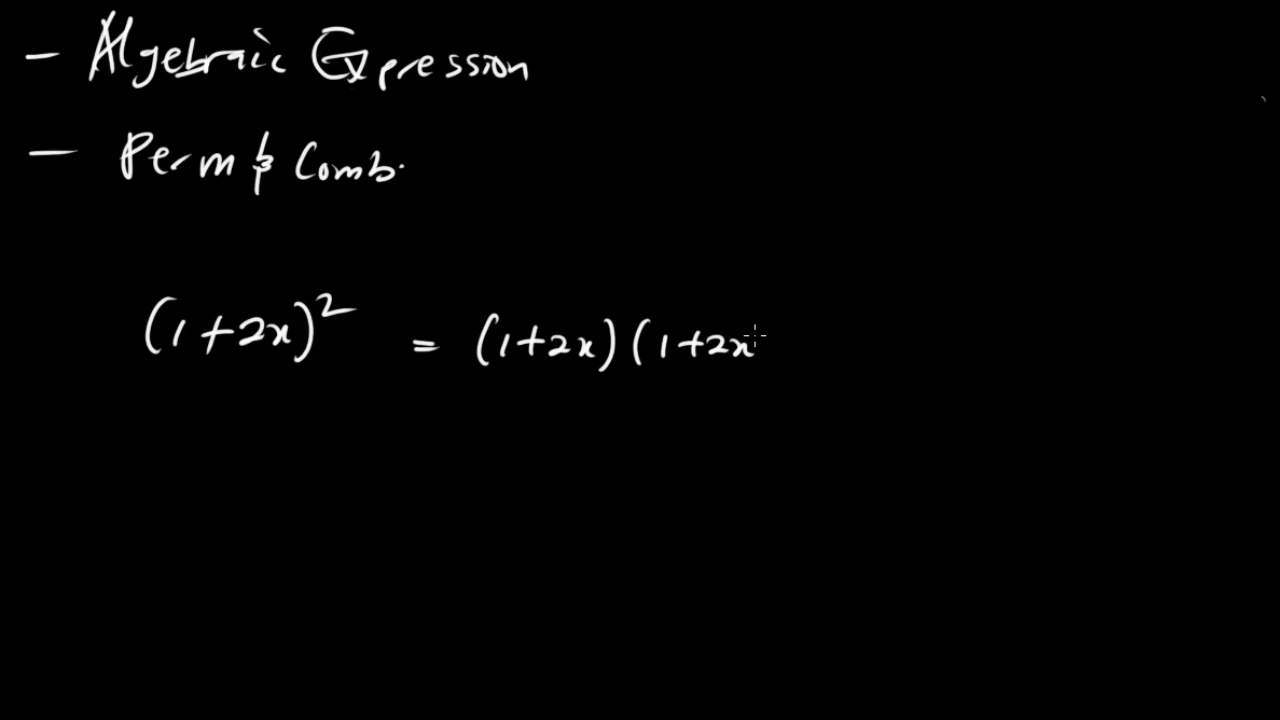 - Algebraic Expression
- Perm & Comb.
(1+2x)² = (1+2x)(1+2x